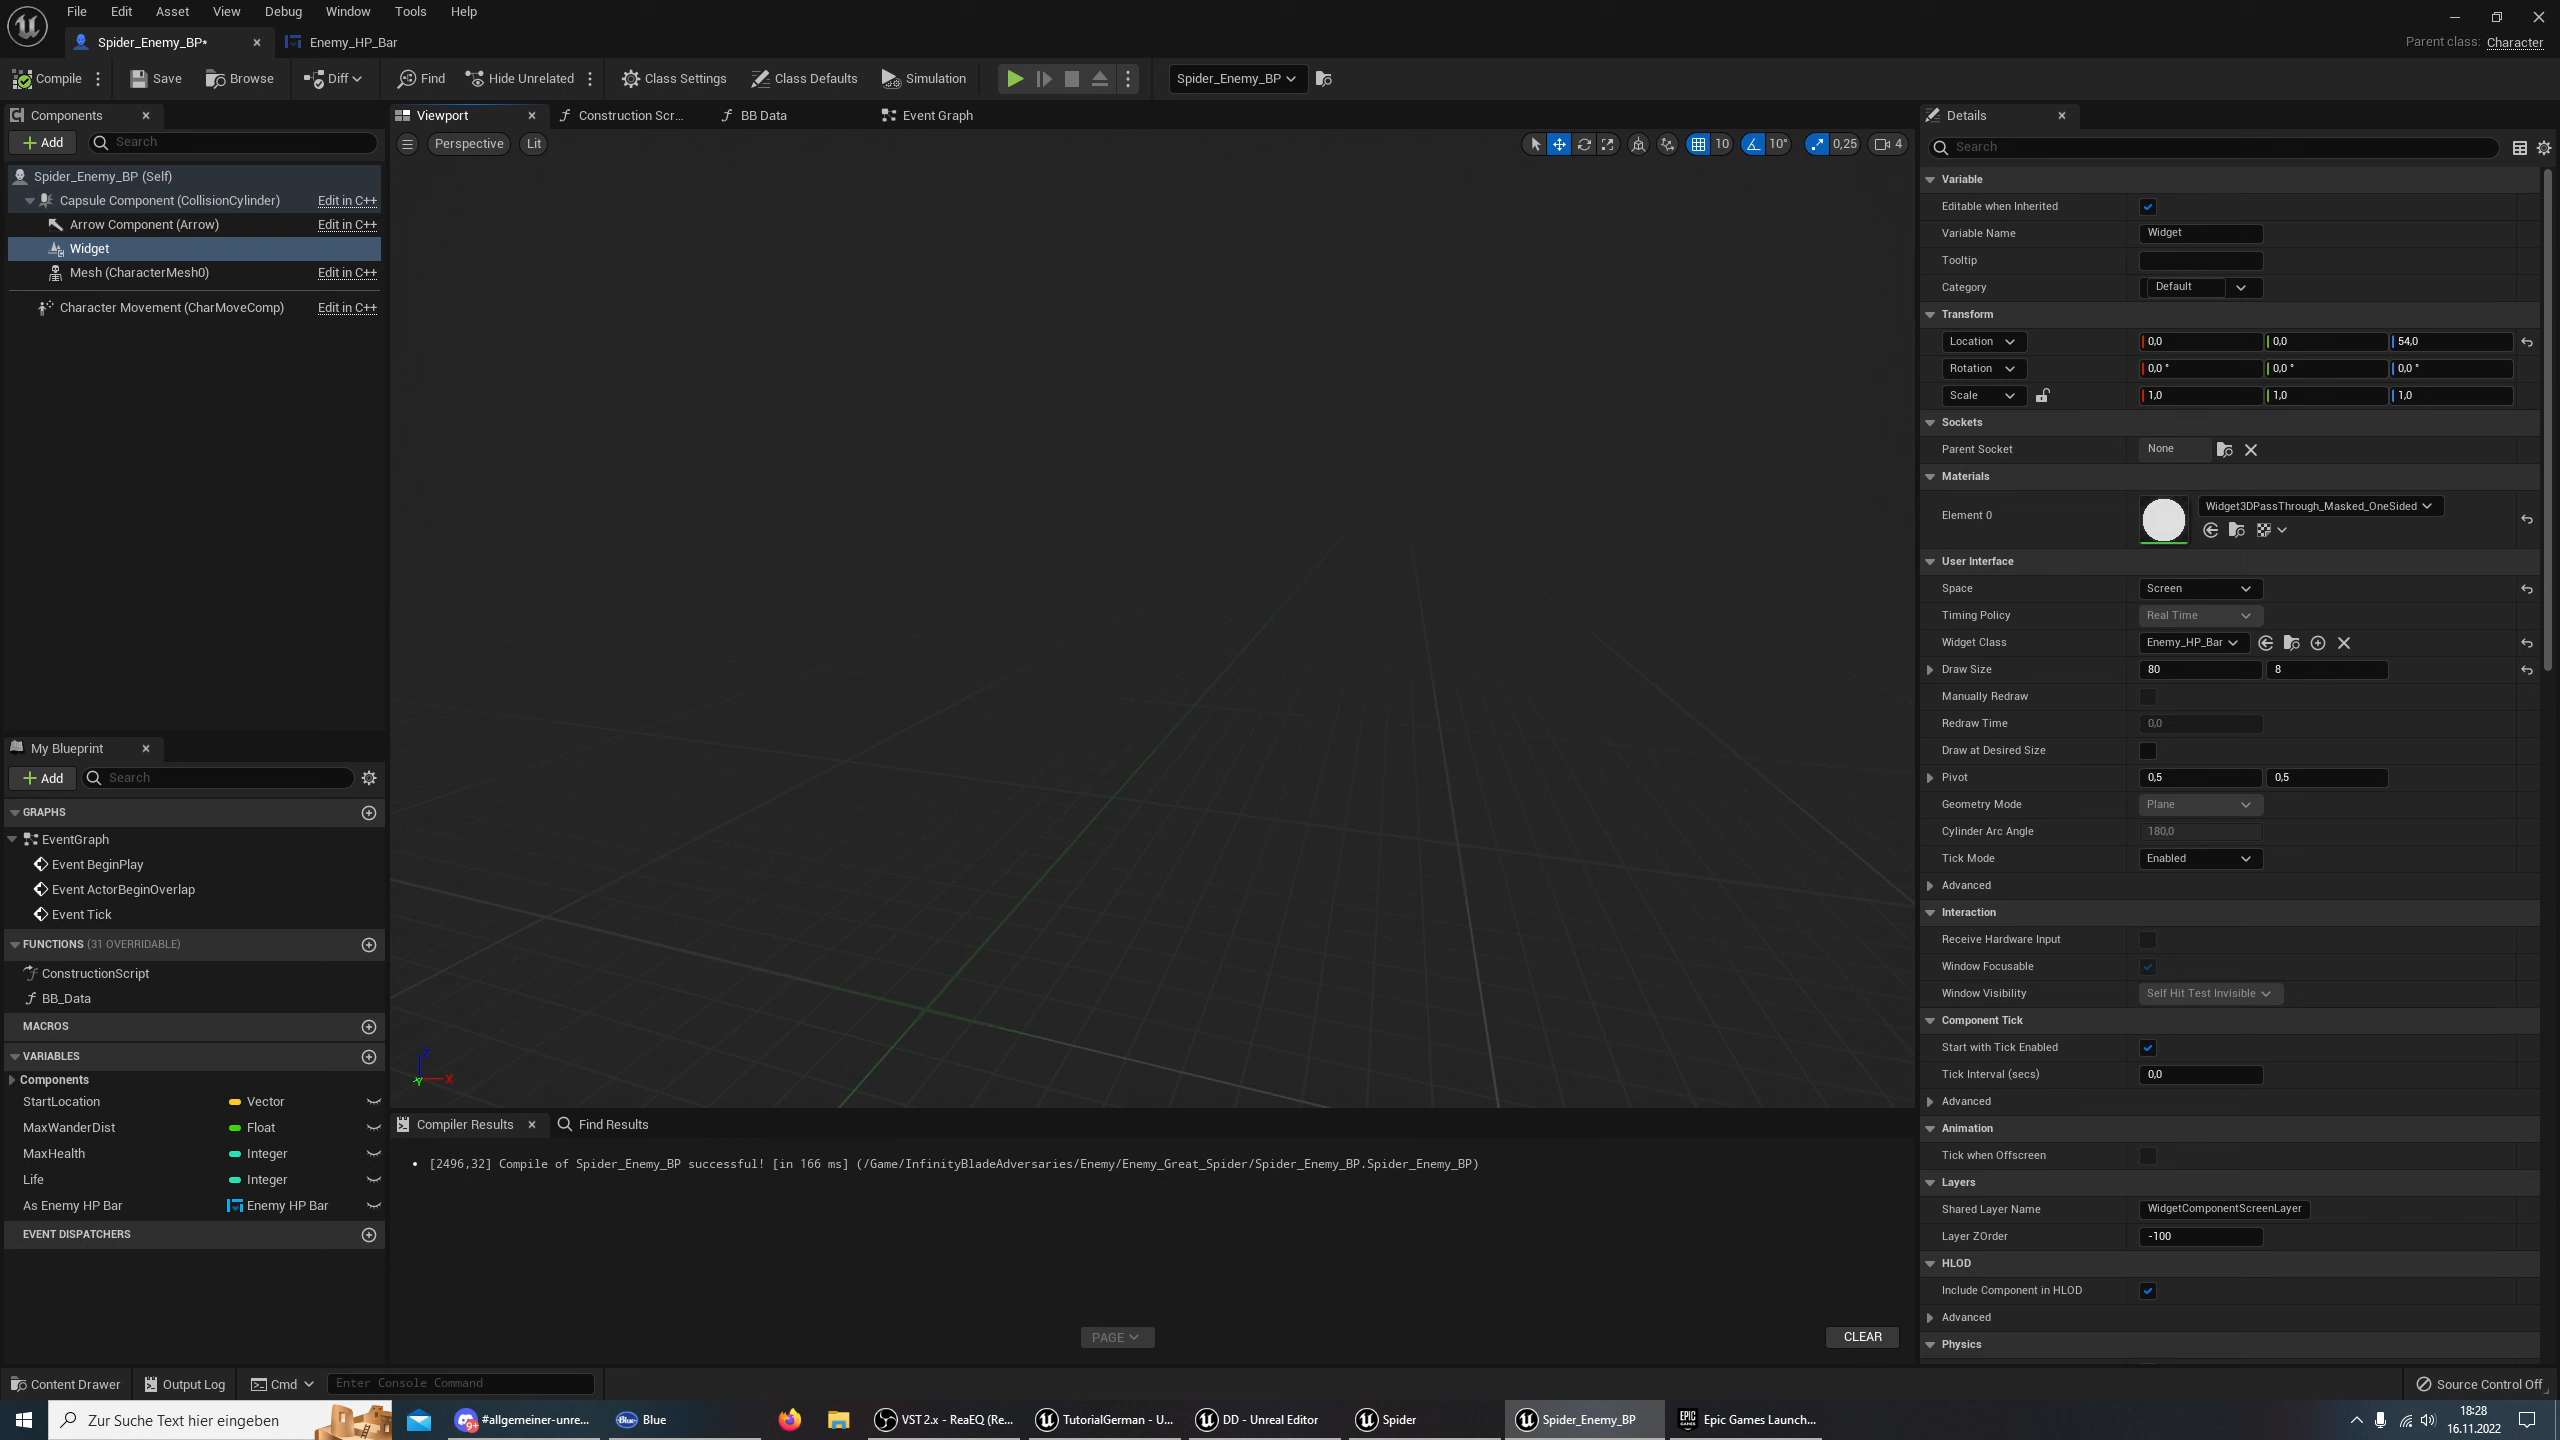 File Edit Asset View Debug Window Tools Help
Spider_Enemy_BP* Enemy_HP_Bar
Parent class: Character
Compile Save Browse Diff Find Hide Unrelated Class Settings Class Defaults Simulation Spider_Enemy_BP
Components
Add Search
Spider_Enemy_BP (Self)
Capsule Component (CollisionCylinder) Edit in C++
Arrow Component (Arrow) Edit in C++
Widget
Mesh (CharacterMesh0) Edit in C++
Character Movement (CharMoveComp) Edit in C++
My Blueprint
Add Search
GRAPHS
EventGraph
Event BeginPlay
Event ActorBeginOverlap
Event Tick
FUNCTIONS (31 OVERRIDABLE)
ConstructionScript
BB_Data
MACROS
VARIABLES
Components
StartLocation Vector
MaxWanderDist Float
MaxHealth Integer
Life Integer
As Enemy HP Bar Enemy HP Bar
EVENT DISPATCHERS
Viewport Construction Scr... BB Data Event Graph
Perspective Lit 10 10° 0,25 4
Z
Y X
Compiler Results Find Results
[2496,32] Compile of Spider_Enemy_BP successful! [in 166 ms] (/Game/InfinityBladeAdversaries/Enemy/Enemy_Great_Spider/Spider_Enemy_BP.Spider_Enemy_BP)
PAGE CLEAR
Details
Search
Variable
Editable when Inherited
Variable Name Widget
Tooltip
Category Default
Transform
Location 0,0 0,0 54,0
Rotation 0,0 ° 0,0 ° 0,0 °
Scale 1,0 1,0 1,0
Sockets
Parent Socket None
Materials
Element 0 Widget3DPassThrough_Masked_OneSided
User Interface
Space Screen
Timing Policy Real Time
Widget Class Enemy_HP_Bar
Draw Size 80 8
Manually Redraw
Redraw Time 0,0
Draw at Desired Size
Pivot 0,5 0,5
Geometry Mode Plane
Cylinder Arc Angle 180,0
Tick Mode Enabled
Advanced
Interaction
Receive Hardware Input
Window Focusable
Window Visibility Self Hit Test Invisible
Component Tick
Start with Tick Enabled
Tick Interval (secs) 0,0
Advanced
Animation
Tick when Offscreen
Layers
Shared Layer Name WidgetComponentScreenLayer
Layer ZOrder -100
HLOD
Include Component in HLOD
Advanced
Physics
Content Drawer Output Log Cmd Enter Console Command Source Control Off
Zur Suche Text hier eingeben 9+ #allgemeiner-unre... Blue Blue VST 2.x - ReaEQ (Re... TutorialGerman - U... DD - Unreal Editor Spider Spider_Enemy_BP EPIC GAMES Epic Games Launch... 18:28
16.11.2022